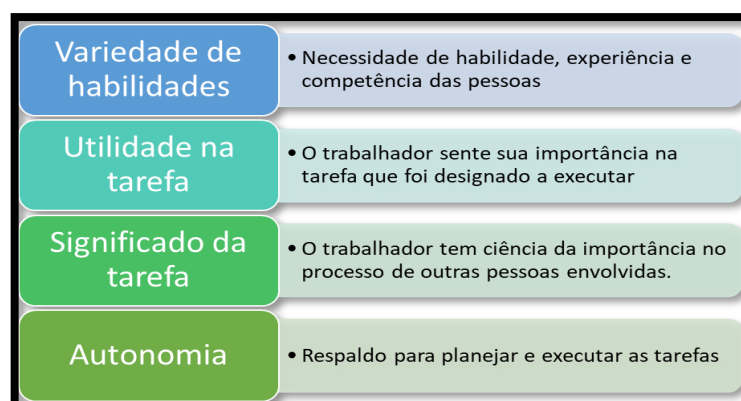 Variedade de
habilidades
• Necessidade de habilidade, experiência e
competência das pessoas
Utilidade na
tarefa
• O trabalhador sente sua importância na
tarefa que foi designado a executar
Significado da
tarefa
• O trabalhador tem ciência da importância no
processo de outras pessoas envolvidas.
Autonomia
• Respaldo para planejar e executar as tarefas